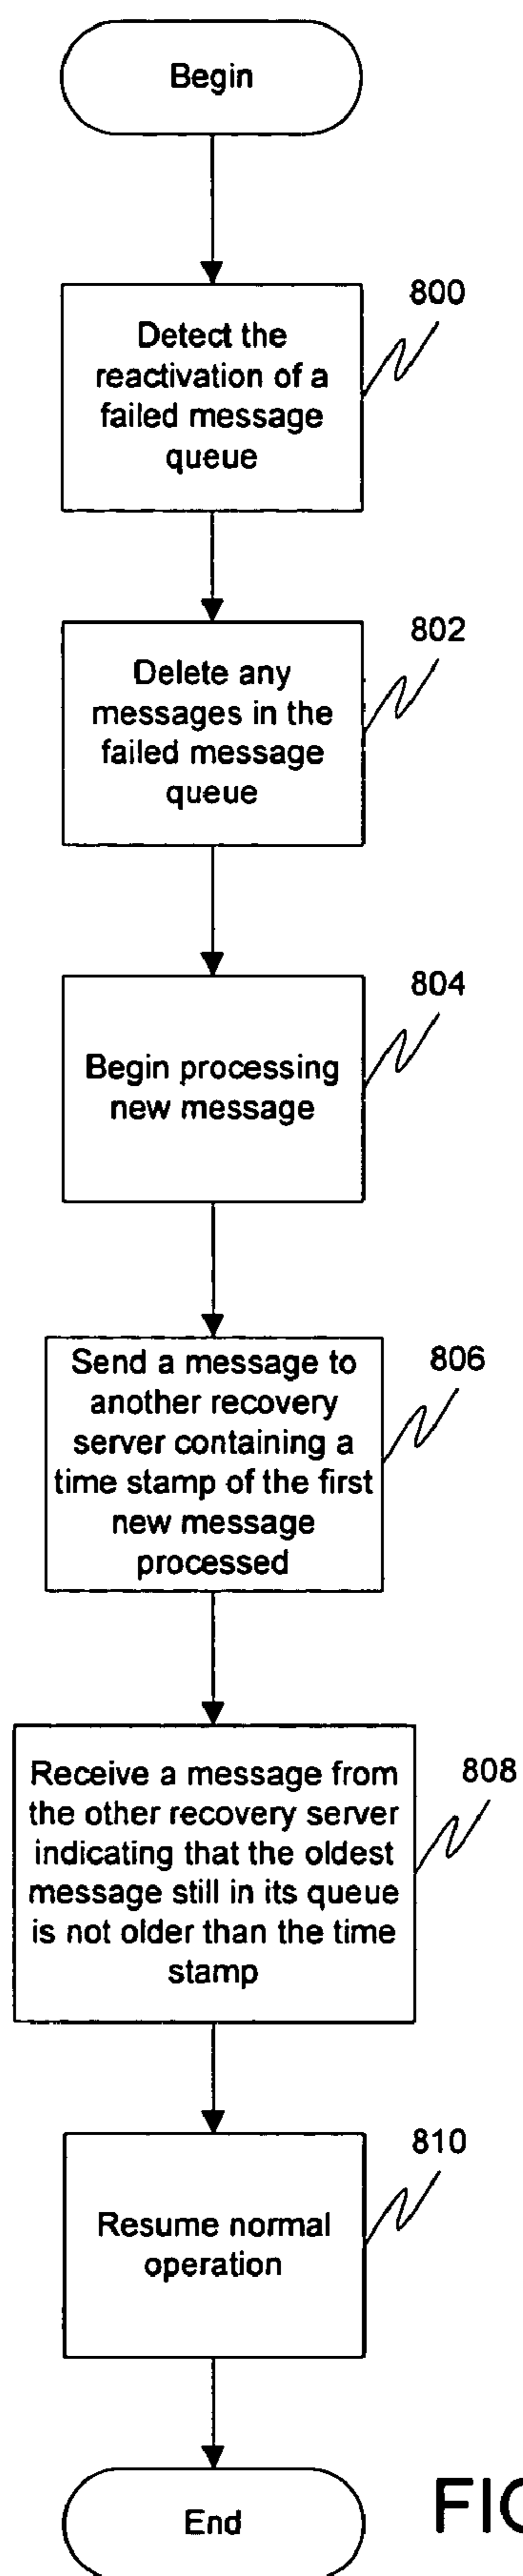 Begin
800
Detect the
reactivation of a
failed message
queue
802
Delete any
messages in the
failed message
queue
804
Begin processing
new message
806
Send a message to
another recovery
server containing a
time stamp of the first
new message
processed
808
Receive a message from
the other recovery server
indicating that the oldest
message still in its queue
is not older than the time
stamp
810
Resume normal
operation
End